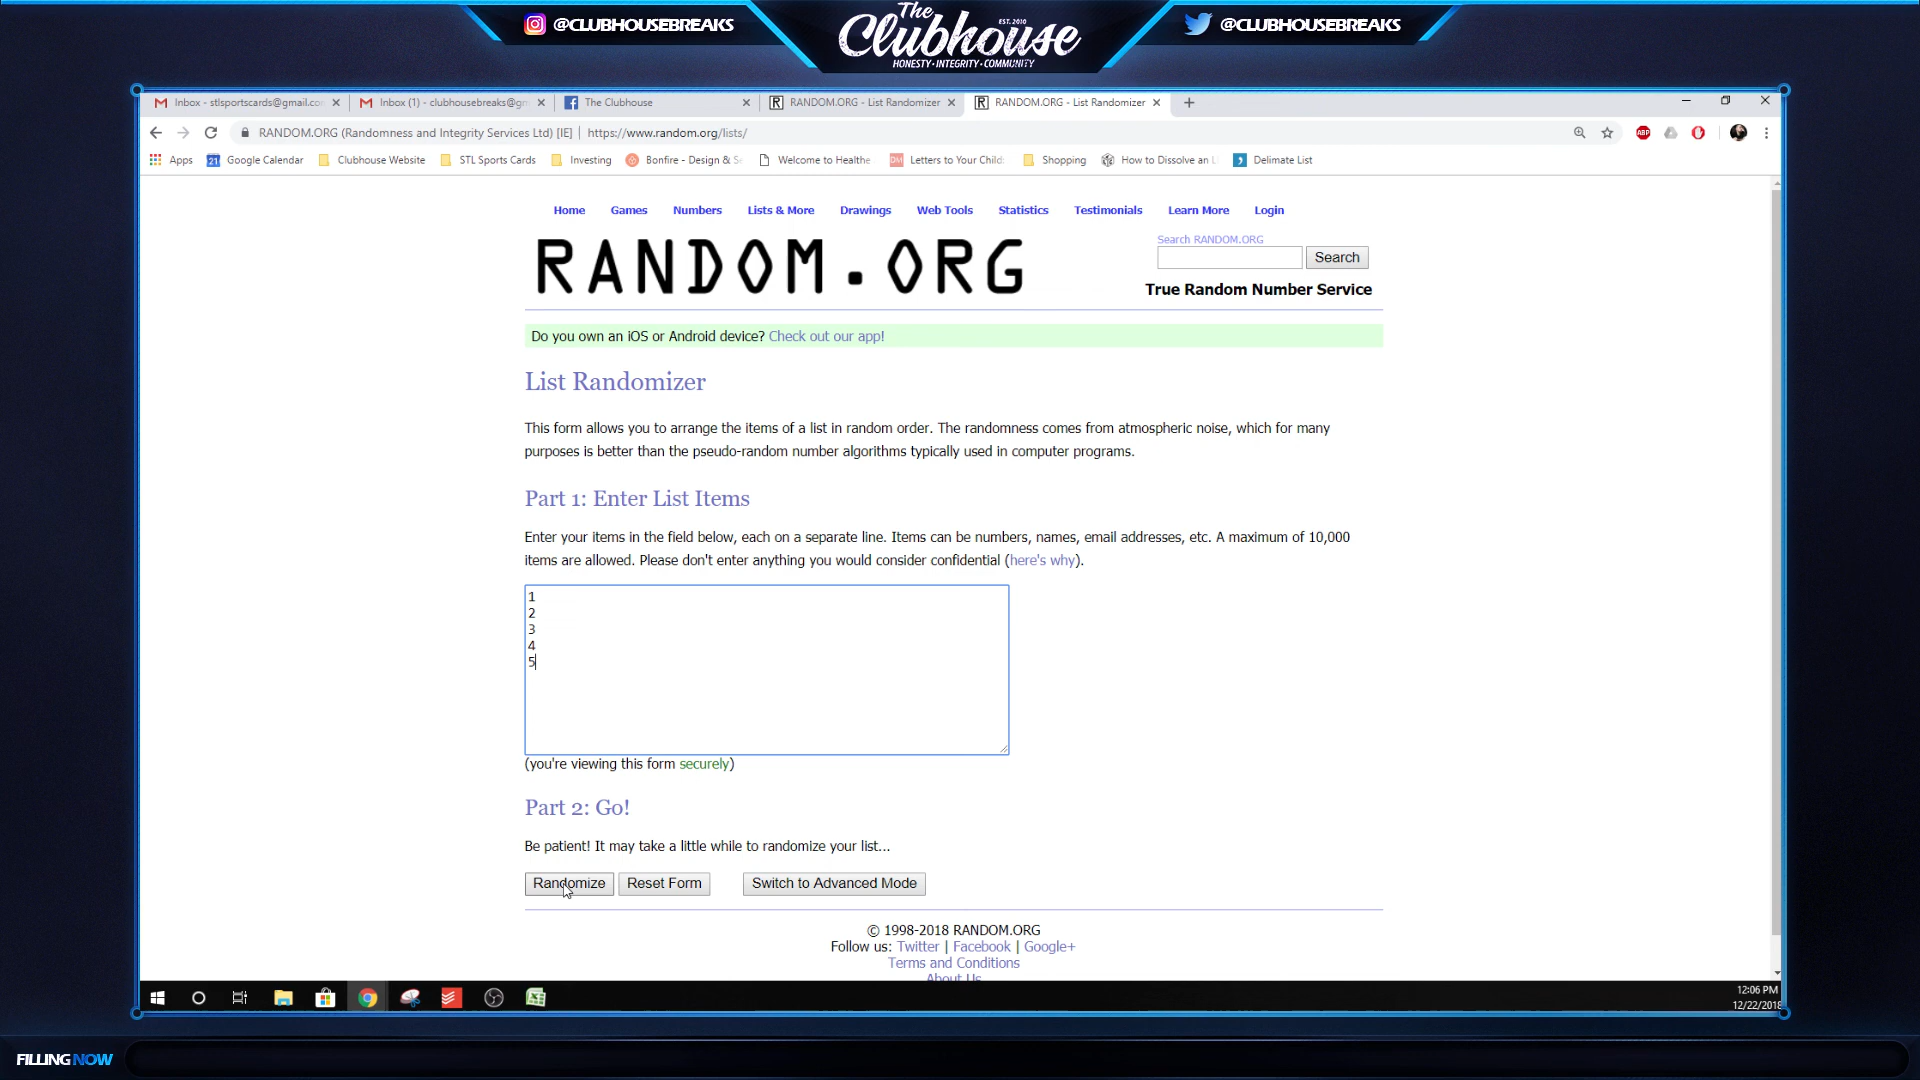 @CLUBHOUSEBREAKS
The
Clubhouse
EST. 2010
HONESTY • INTEGRITY • COMMUNITY
@CLUBHOUSEBREAKS
Inbox - stlsportscards@gmail.co
Inbox (1) - clubhousebreaks@g
The Clubhouse
RANDOM.ORG - List Randomizer
RANDOM.ORG - List Randomizer
RANDOM.ORG (Randomness and Integrity Services Ltd) [IE] | https://www.random.org/lists/
ABP
Apps
21
Google Calendar
Clubhouse Website
STL Sports Cards
Investing
Bonfire - Design & S
Welcome to Healthe
Letters to Your Child
Shopping
How to Dissolve an L
Delimate List
Home Games Numbers Lists & More Drawings Web Tools Statistics Testimonials Learn More Login
RANDOM.ORG
Search RANDOM.ORG
Search
True Random Number Service
Do you own an iOS or Android device? Check out our app!
List Randomizer
This form allows you to arrange the items of a list in random order. The randomness comes from atmospheric noise, which for many
purposes is better than the pseudo-random number algorithms typically used in computer programs.
Part 1: Enter List Items
Enter your items in the field below, each on a separate line. Items can be numbers, names, email addresses, etc. A maximum of 10,000
items are allowed. Please don't enter anything you would consider confidential (here's why).
1
2
3
4
5
(you're viewing this form securely)
Part 2: Go!
Be patient! It may take a little while to randomize your list...
Randomize
Reset Form
Switch to Advanced Mode
© 1998-2018 RANDOM.ORG
Follow us: Twitter | Facebook | Google+
Terms and Conditions
About Us
12:06 PM
12/22/2018
FILLING NOW